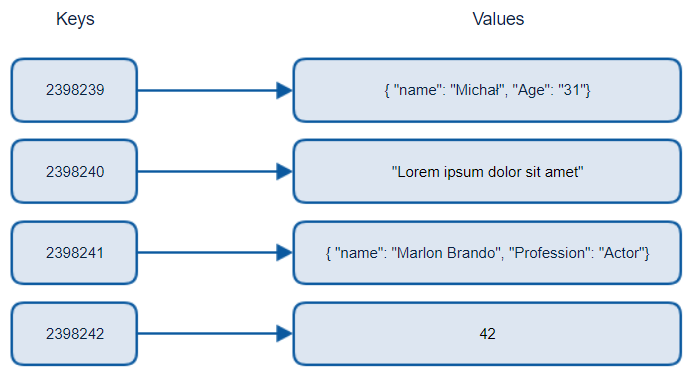 Keys Values
2398239 { "name": "Michał", "Age": "31"}
2398240 "Lorem ipsum dolor sit amet"
2398241 { "name": "Marlon Brando", "Profession": "Actor"}
2398242 42